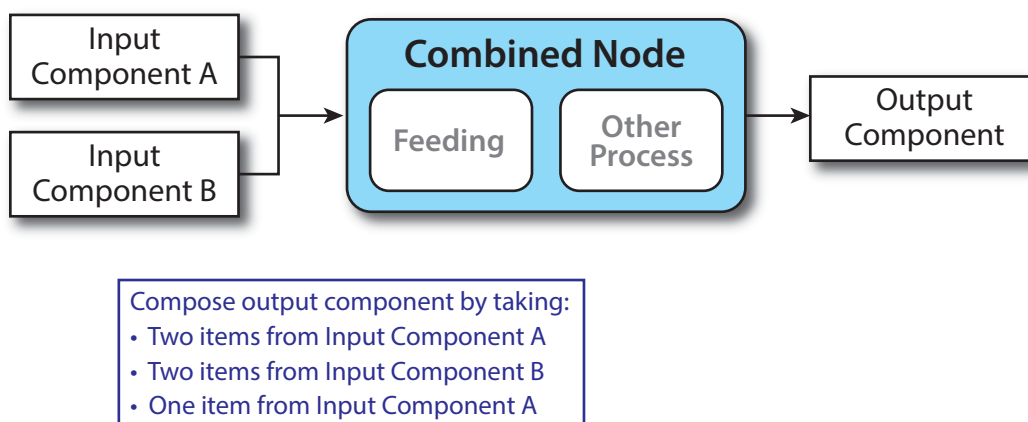 Input
Component A
Input
Component B
Combined Node
Feeding
Other
Process
Output
Component
Compose output component by taking:
• Two items from Input Component A
• Two items from Input Component B
• One item from Input Component A